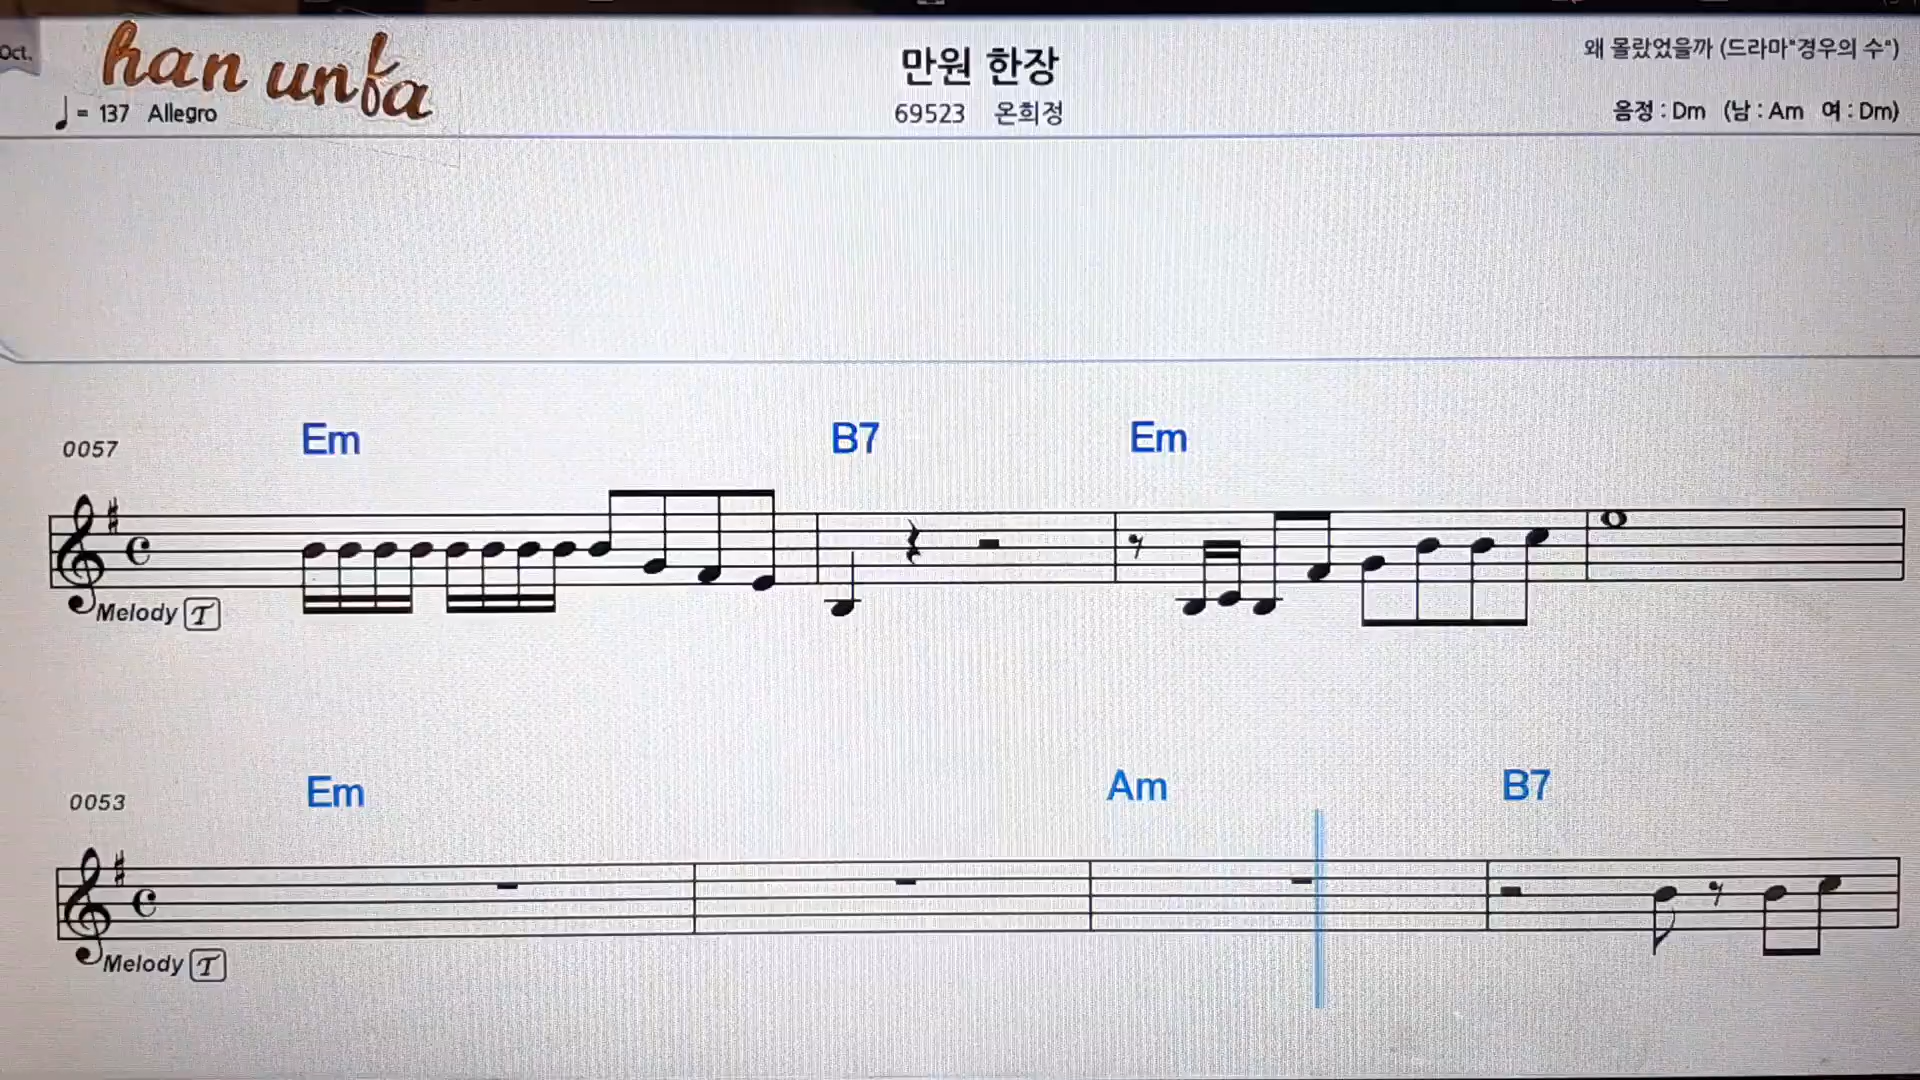 Oct.
han unfa
♩= 137 Allegro
만원 한장
69523 온희정
왜 몰랐었을까 (드라마"경우의 수")
음정 : Dm (남 : Am 여 : Dm)
0057 Em B7 Em
Melody T
0053 Em Am B7
Melody T